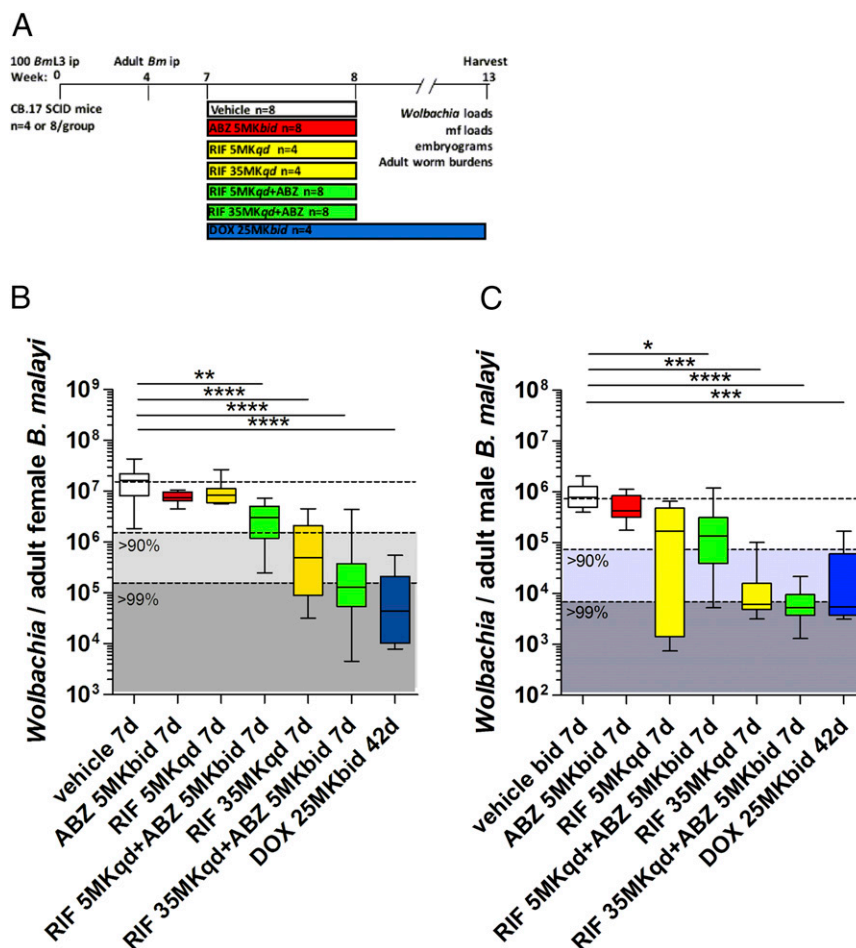 A
100 BmL3 ip Adult Bm ip Harvest
Week: 0 4 7 8 13
CB.17 SCID mice
n=4 or 8/group
Vehicle n=8
ABZ 5MKbid n=8
RIF 5MKqd n=4
RIF 35MKqd n=4
RIF 5MKqd+ABZ n=8
RIF 35MKqd+ABZ n=8
DOX 25MKbid n=4
Wolbachia loads
mf loads
embryograms
Adult worm burdens
B
Wolbachia / adult female B. malayi
10⁹
10⁸
10⁷
10⁶
10⁵
10⁴
10³
**
****
****
****
>90%
>99%
vehicle 7d
ABZ 5MKbid 7d
RIF 5MKqd 7d
RIF 5MKqd+ABZ 5MKbid 7d
RIF 35MKqd 7d
RIF 35MKqd+ABZ 5MKbid 7d
DOX 25MKbid 42d
C
Wolbachia / adult male B. malayi
10⁸
10⁷
10⁶
10⁵
10⁴
10³
10²
*
***
****
***
>90%
>99%
vehicle bid 7d
ABZ 5MKbid 7d
RIF 5MKqd 7d
RIF 5MKqd+ABZ 5MKbid 7d
RIF 35MKqd 7d
RIF 35MKqd+ABZ 5MKbid 7d
DOX 25MKbid 42d